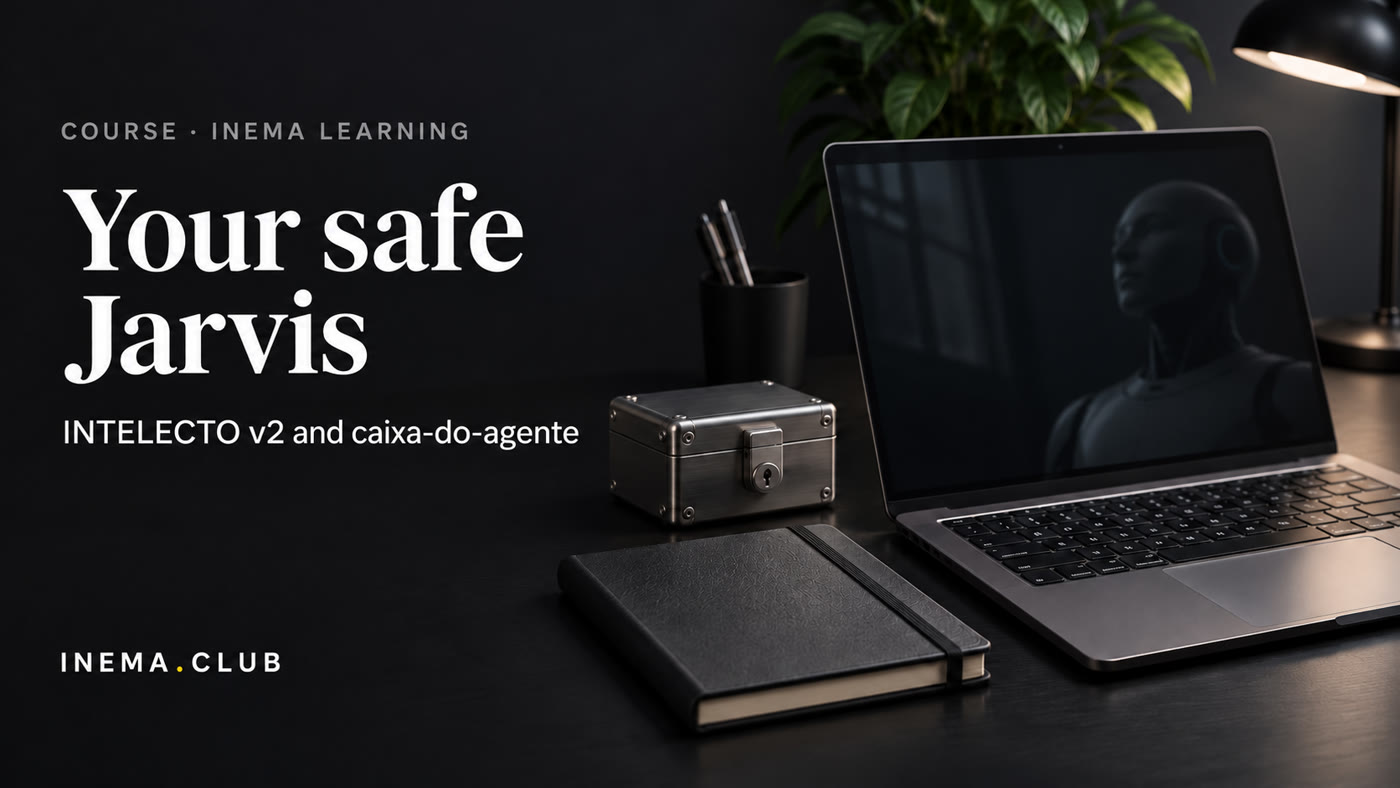 COURSE · INEMA LEARNING
Your safe
Jarvis
INTELECTO v2 and caixa-do-agente
INEMA.CLUB